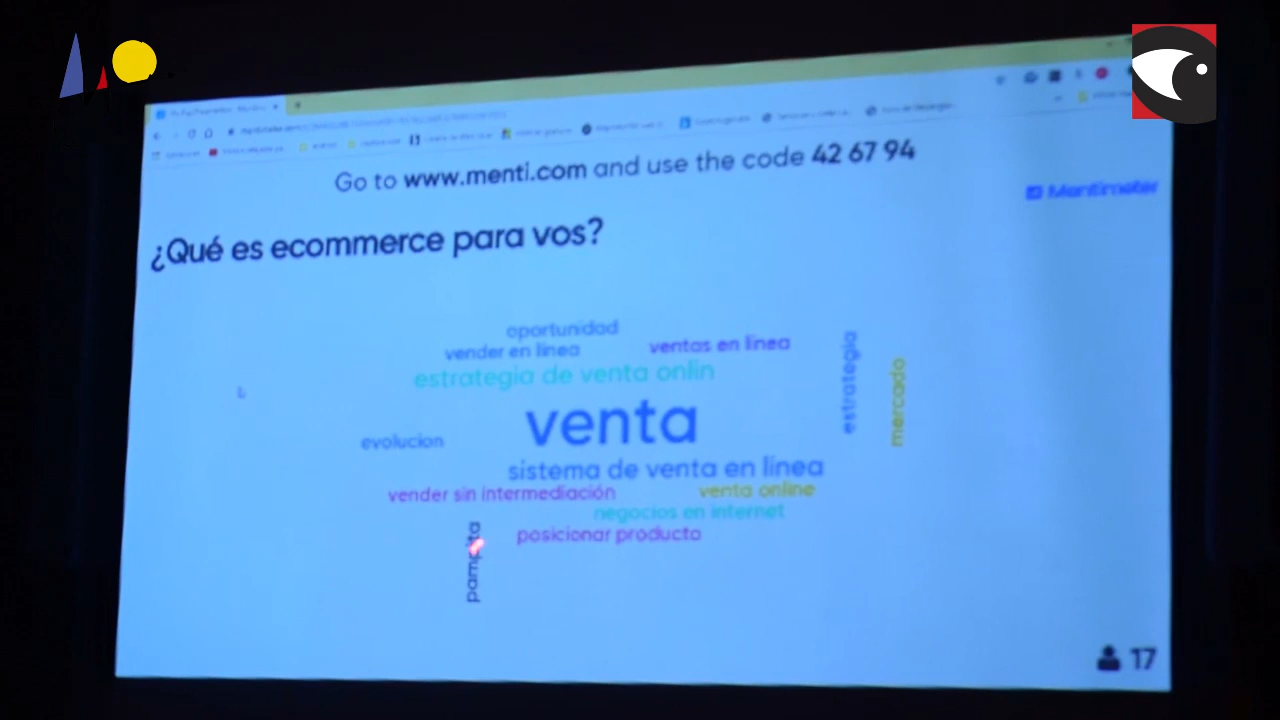 Go to www.menti.com and use the code 42 67 94
Mentimeter
¿Qué es ecommerce para vos?
oportunidad
vender en linea
ventas en linea
estrategia de venta onlin
estrategia
mercado
venta
evolucion
sistema de venta en linea
vender sin intermediación
venta online
negocios en internet
posicionar producto
17